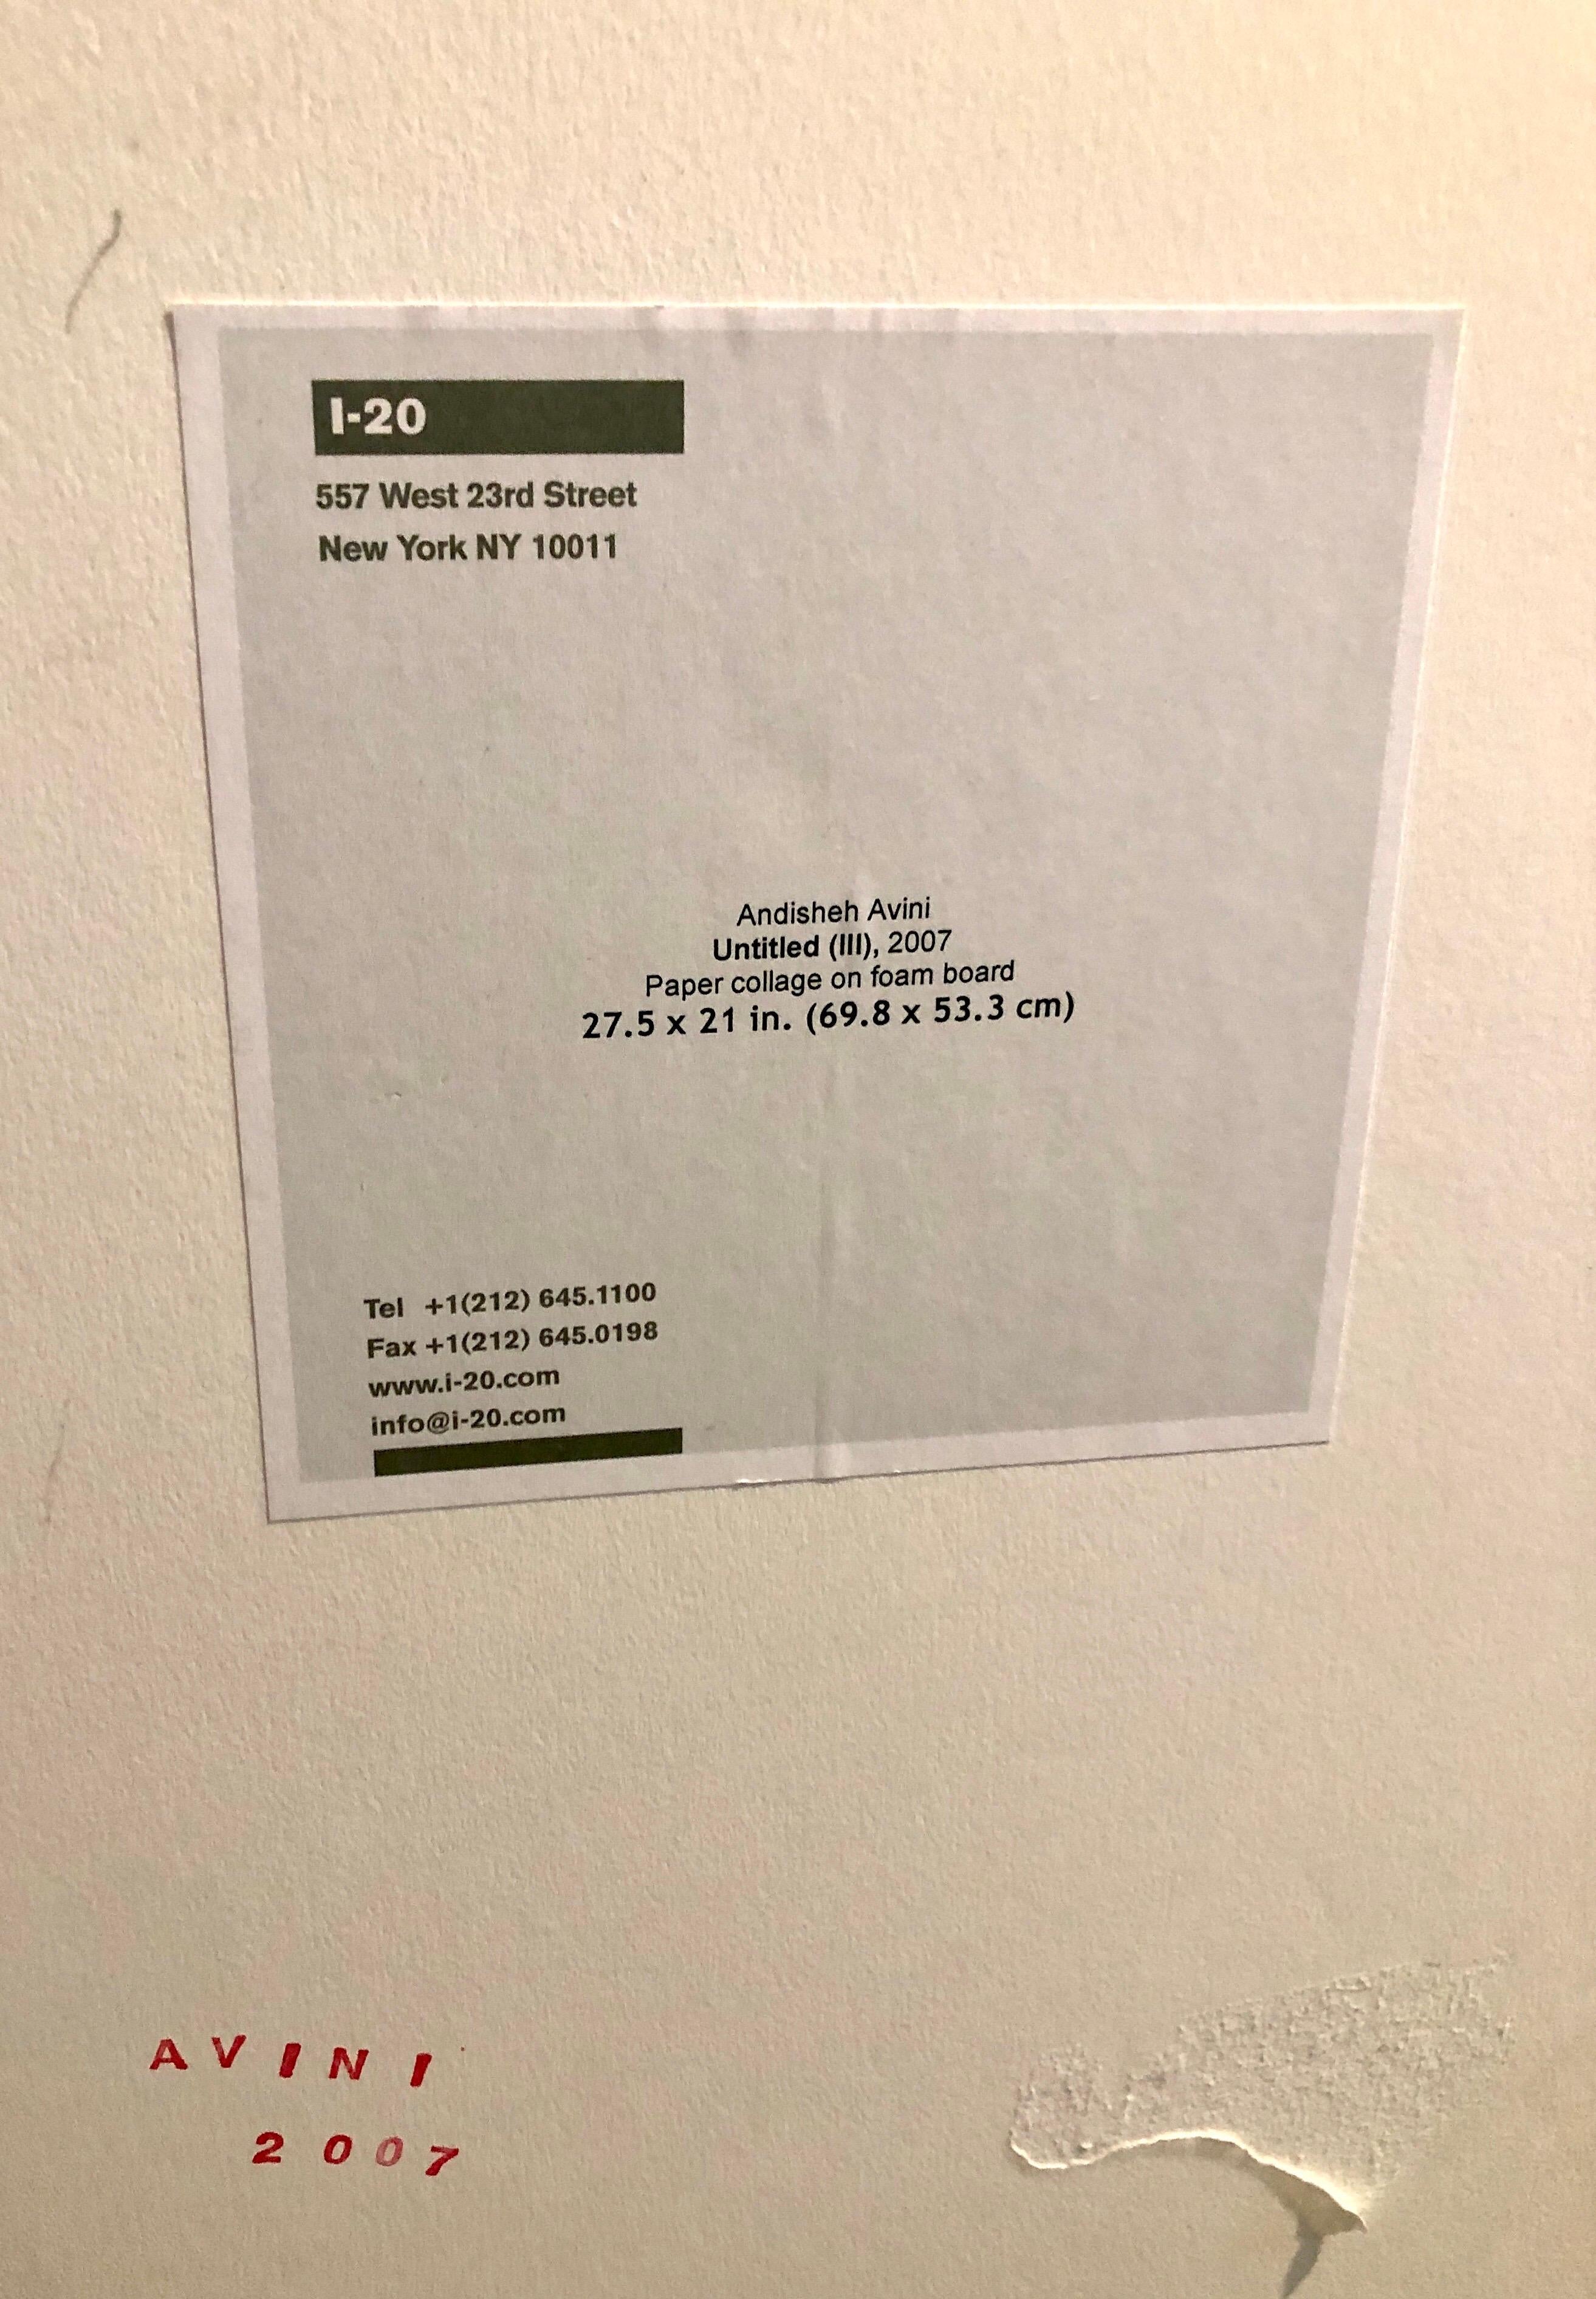 I-20
557 West 23rd Street
New York NY 10011
Andisheh Avini
Untitled (III), 2007
Paper collage on foam board
27.5 x 21 in. (69.8 x 53.3 cm)
Tel +1(212) 645.1100
Fax +1(212) 645.0198
www.i-20.com
info@i-20.com
AVINI
2007